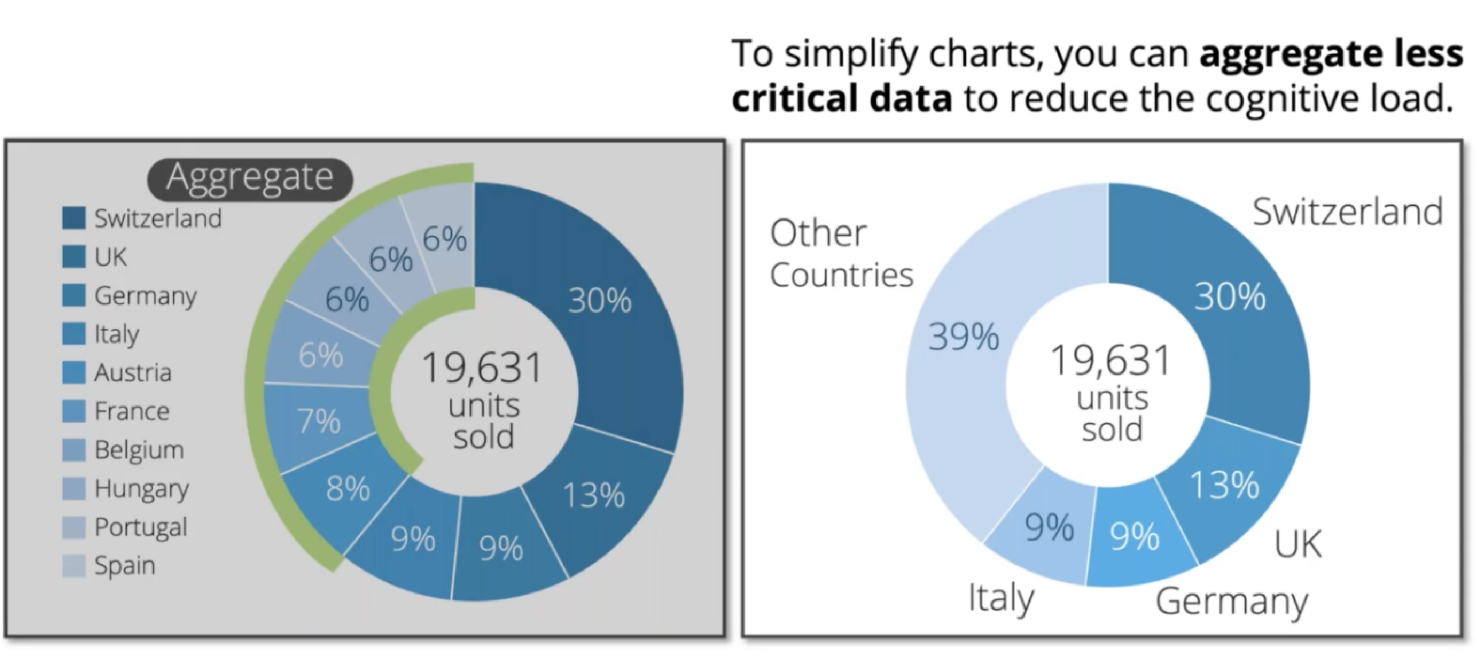 To simplify charts, you can aggregate less
critical data to reduce the cognitive load.
Aggregate
Switzerland
UK
Germany
Italy
Austria
France
Belgium
Hungary
Portugal
Spain
30%
13%
9%
9%
8%
7%
6%
6%
6%
6%
19,631
units
sold
Switzerland
30%
13%
UK
9%
Germany
9%
Italy
39%
Other
Countries
19,631
units
sold